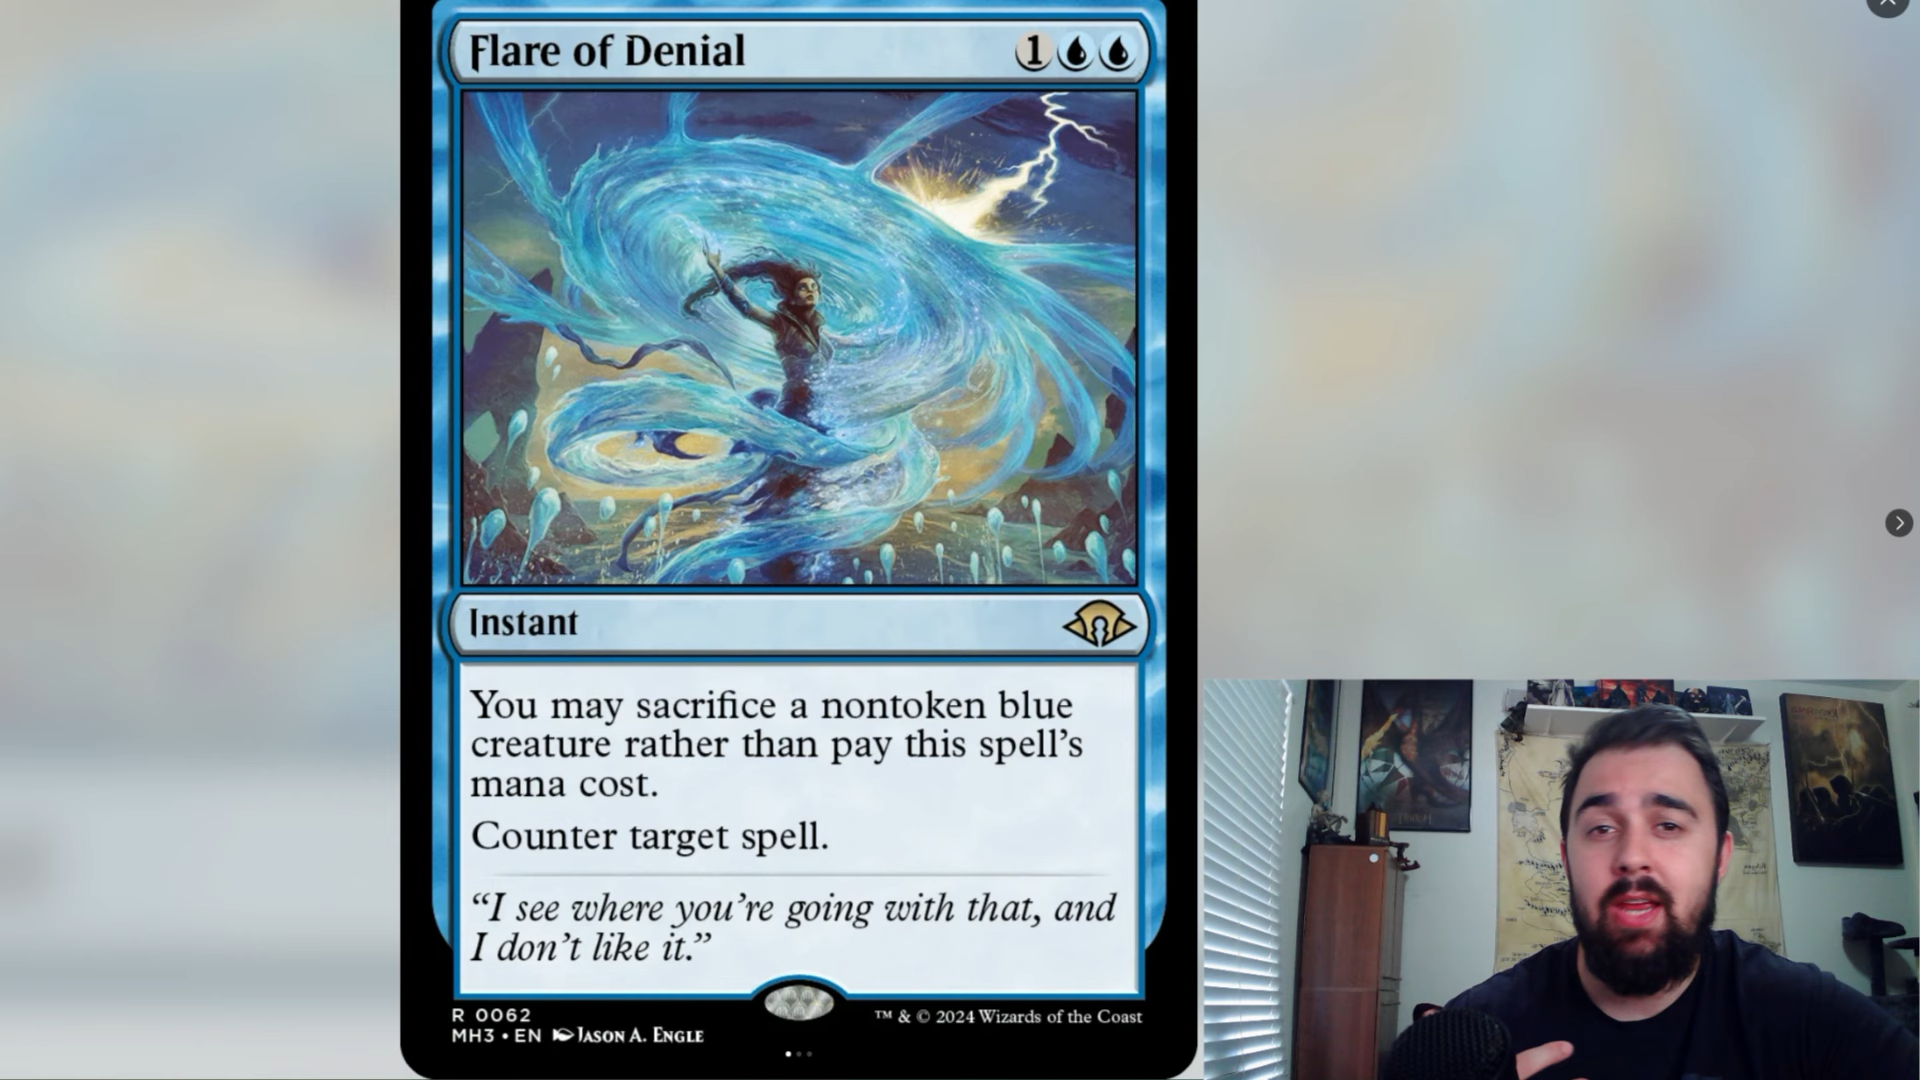 Flare of Denial 1
Instant
You may sacrifice a nontoken blue
creature rather than pay this spell’s
mana cost.
Counter target spell.
“I see where you’re going with that, and
I don’t like it.”
R 0062
MH3 • EN JASON A. ENGLE
™ & © 2024 Wizards of the Coast